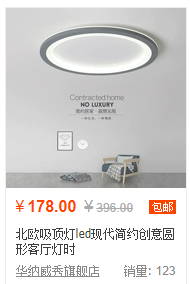 Contracted home
NO LUXURY
¥178.00 ¥396.00 包邮
北欧吸顶灯led现代简约创意圆
形客厅灯时
华纳威秀旗舰店 销量: 123